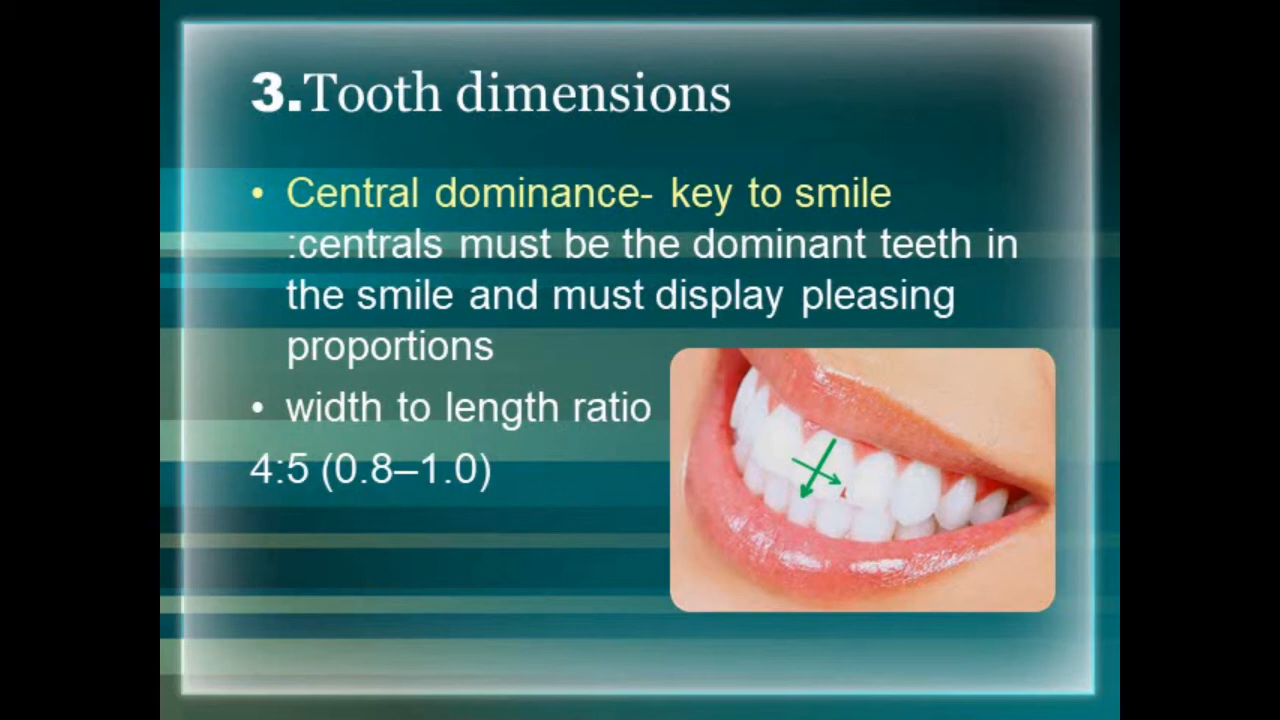 3.Tooth dimensions
• Central dominance- key to smile
:centrals must be the dominant teeth in
the smile and must display pleasing
proportions
• width to length ratio
4:5 (0.8–1.0)